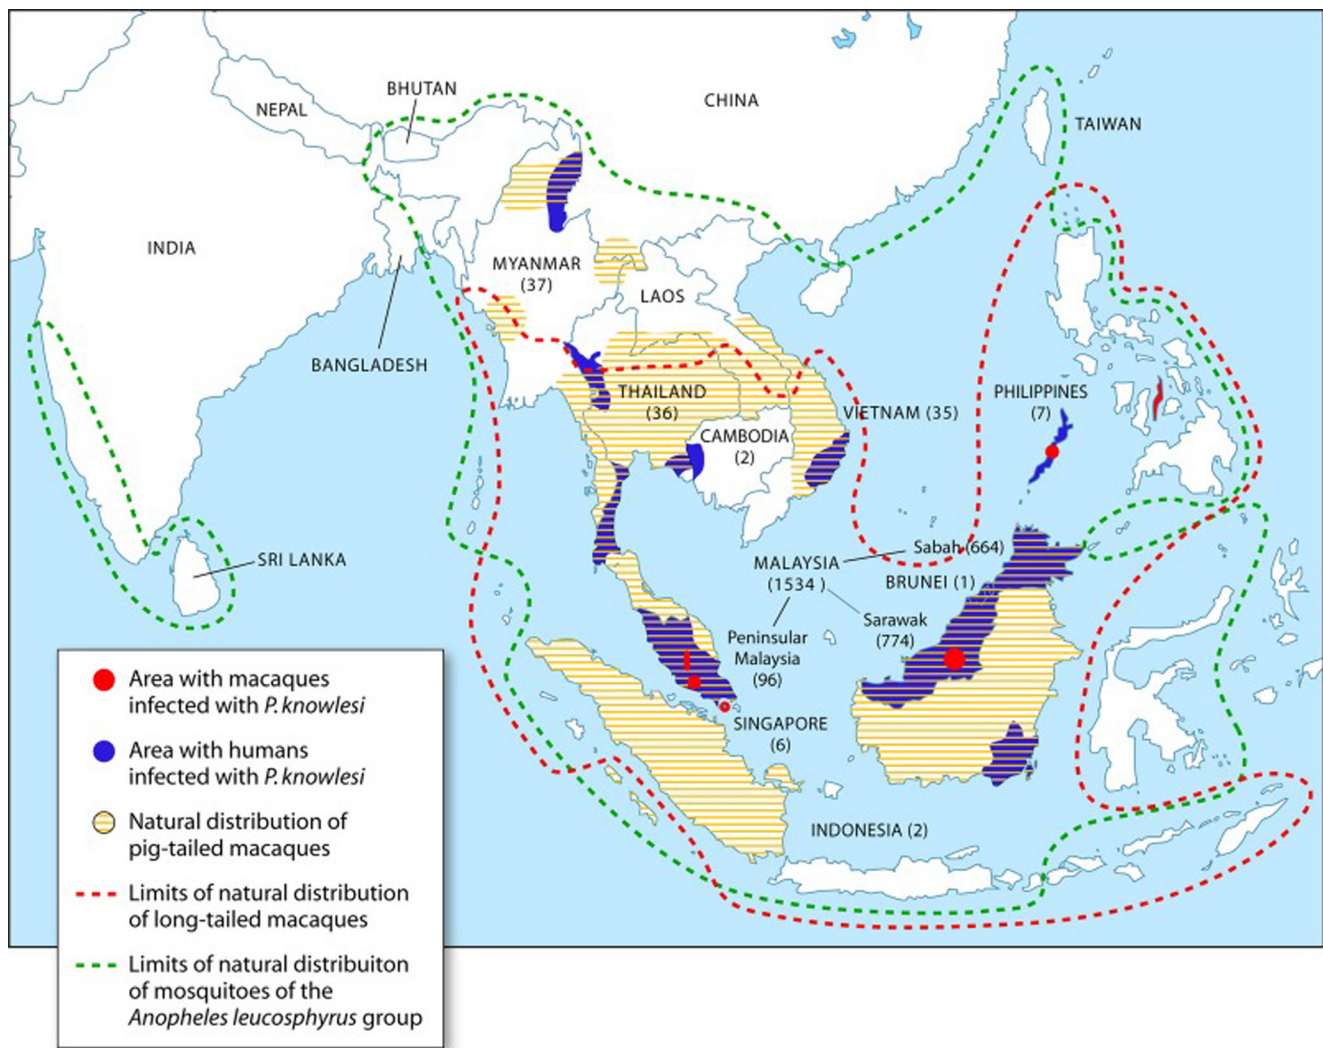 BHUTAN
NEPAL
CHINA
TAIWAN
INDIA
MYANMAR
(37)
LAOS
BANGLADESH
THAILAND
(36)
PHILIPPINES
(7)
VIETNAM (35)
CAMBODIA
(2)
SRI LANKA
MALAYSIA
(1534 )
Sabah (664)
BRUNEI (1)
Sarawak
(774)
Peninsular
Malaysia
(96)
SINGAPORE
(6)
INDONESIA (2)
Area with macaques
infected with P. knowlesi
Area with humans
infected with P. knowlesi
Natural distribution of
pig-tailed macaques
Limits of natural distribution
of long-tailed macaques
Limits of natural distribuiton
of mosquitoes of the
Anopheles leucosphyrus group